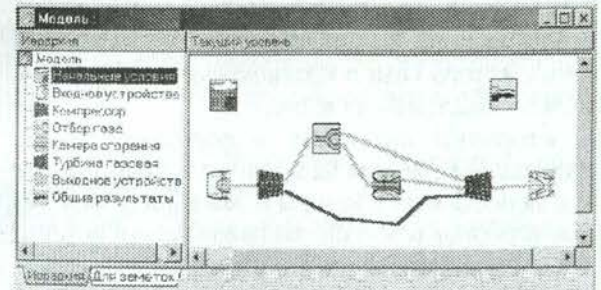 Модель
Иерархия
Текущий уровень
Модель
Начальные условия
Входное устройство
Компрессор
Отбор газа
Камера сгорания
Турбина газовая
Выходное устройств
Общие результаты
Иерархия
Для заметок